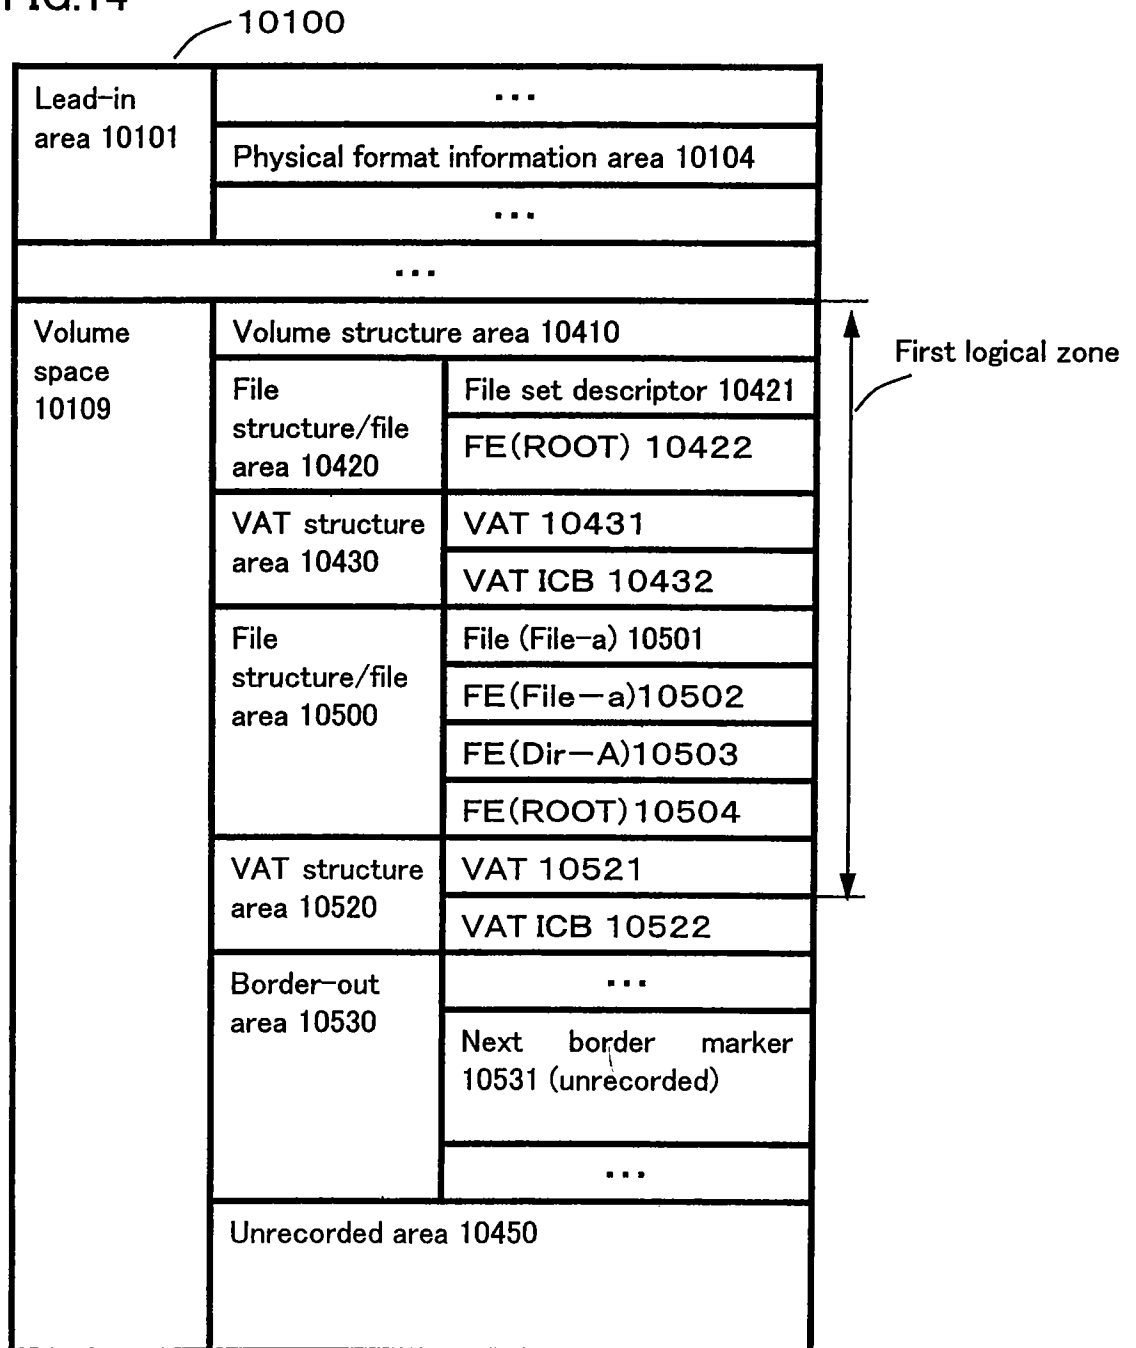 FIG.14
10100
Lead-in
area 10101
...
Physical format information area 10104
...
...
Volume
space
10109
Volume structure area 10410
First logical zone
File
structure/file
area 10420
File set descriptor 10421
FE(ROOT) 10422
VAT structure
area 10430
VAT 10431
VAT ICB 10432
File
structure/file
area 10500
File (File-a) 10501
FE(File-a)10502
FE(Dir-A)10503
FE(ROOT)10504
VAT structure
area 10520
VAT 10521
VAT ICB 10522
Border-out
area 10530
...
Next border marker
10531 (unrecorded)
...
Unrecorded area 10450